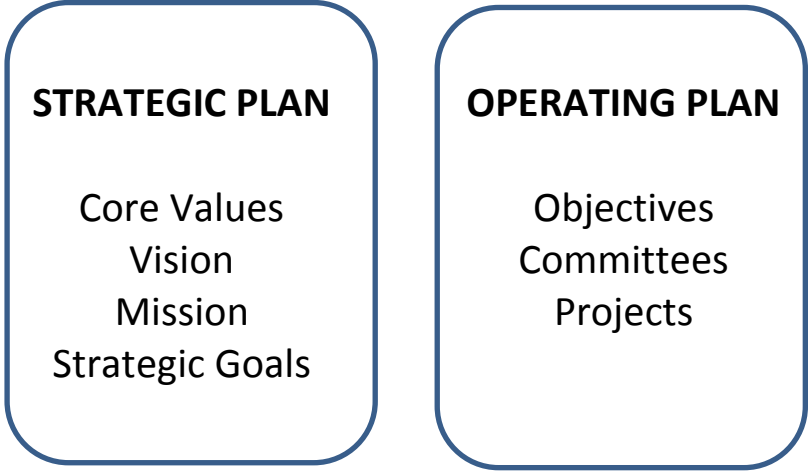 STRATEGIC PLAN
Core Values
Vision
Mission
Strategic Goals
OPERATING PLAN
Objectives
Committees
Projects